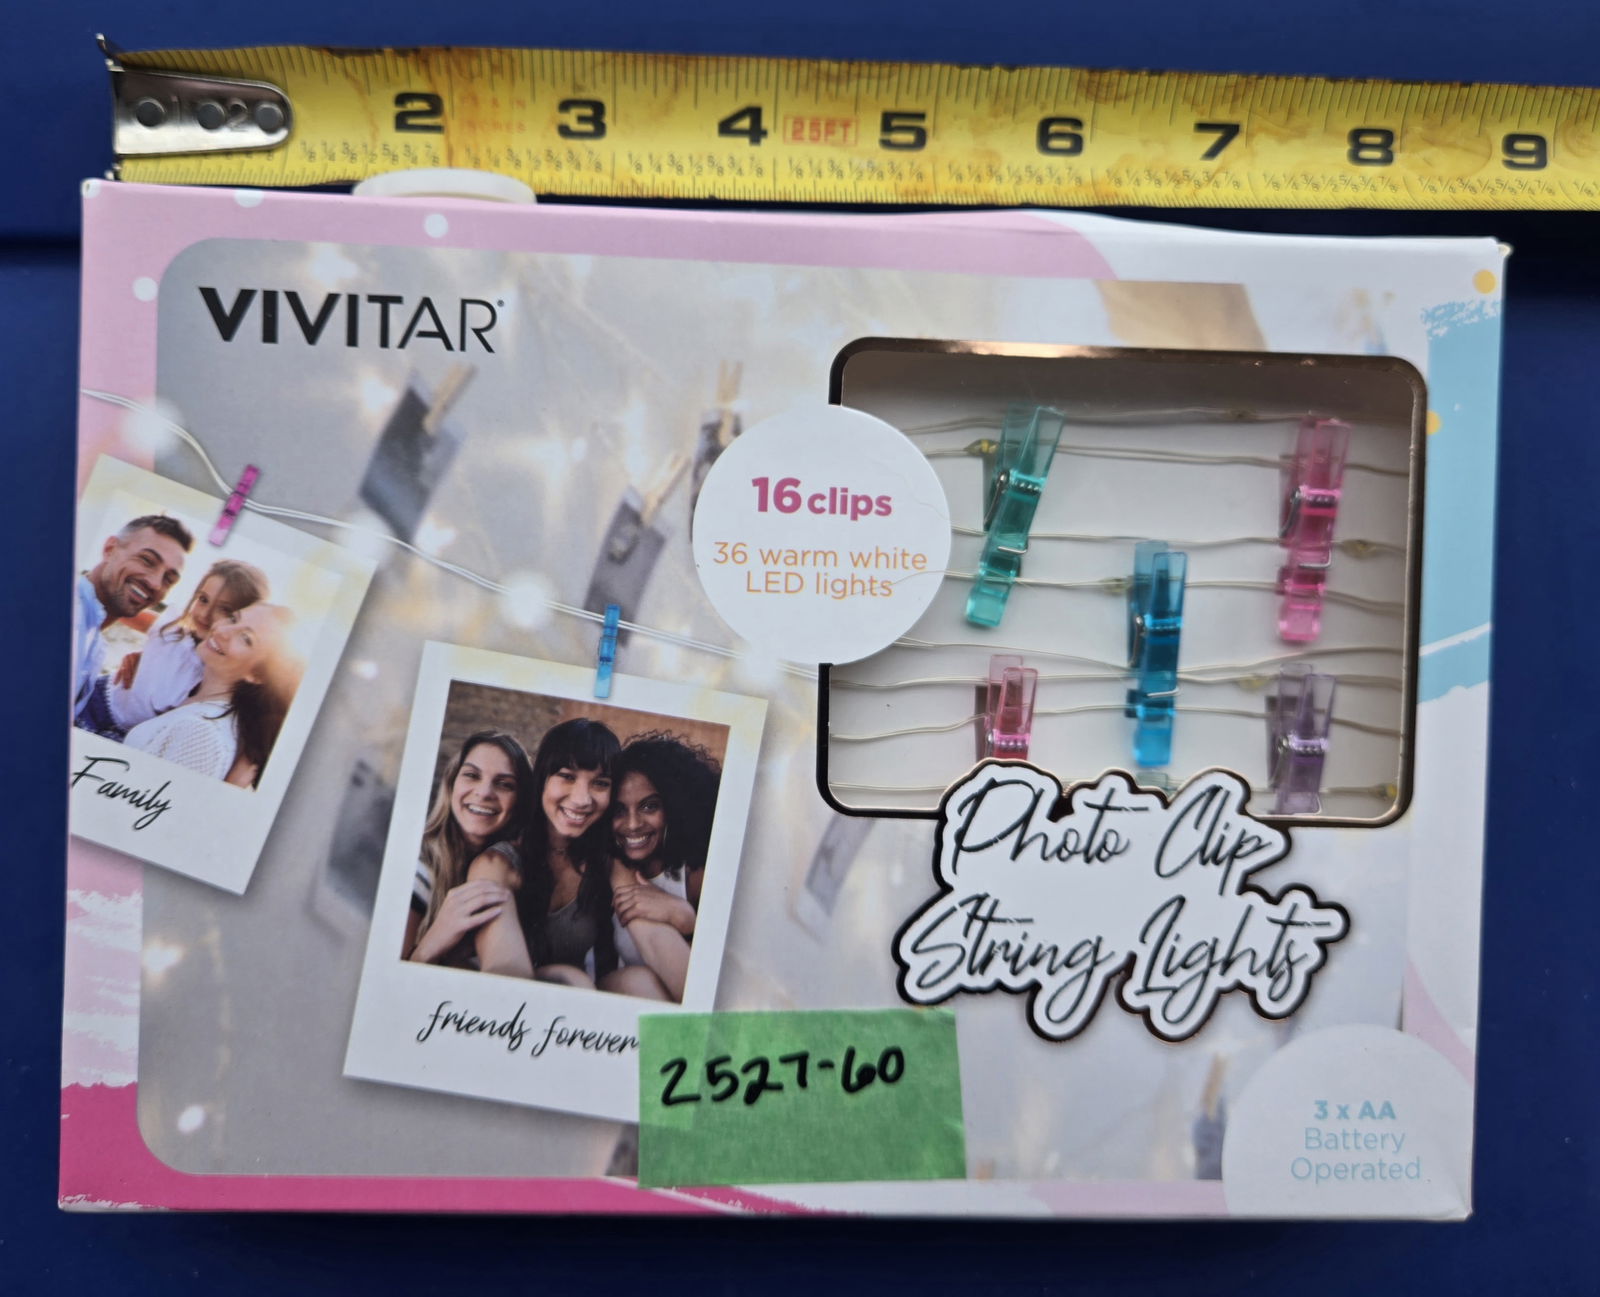 2 3 4 25FT 5 6 7 8 9
VIVITAR
16 clips
36 warm white
LED lights
Family
friends forever
Photo Clip
String Lights
2527-60
3 x AA
Battery
Operated